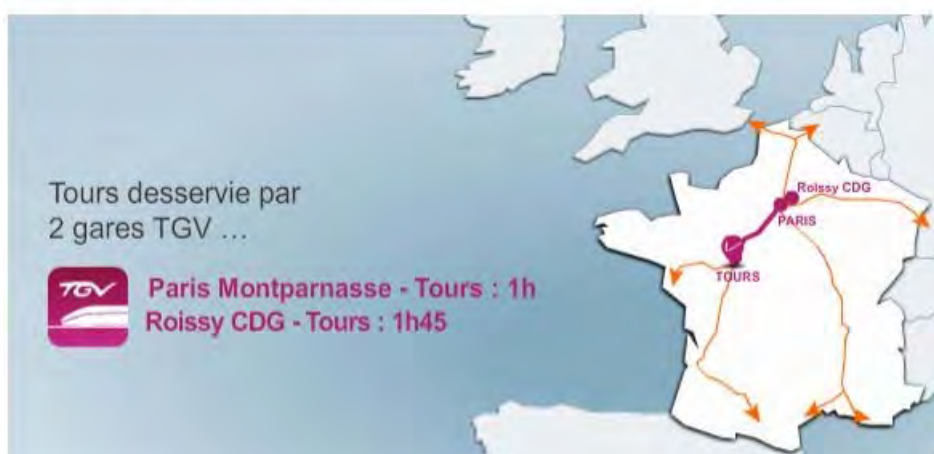 Tours desservie par
2 gares TGV ...
TGV
Paris Montparnasse - Tours : 1h
Roissy CDG - Tours : 1h45
Roissy CDG
PARIS
TOURS